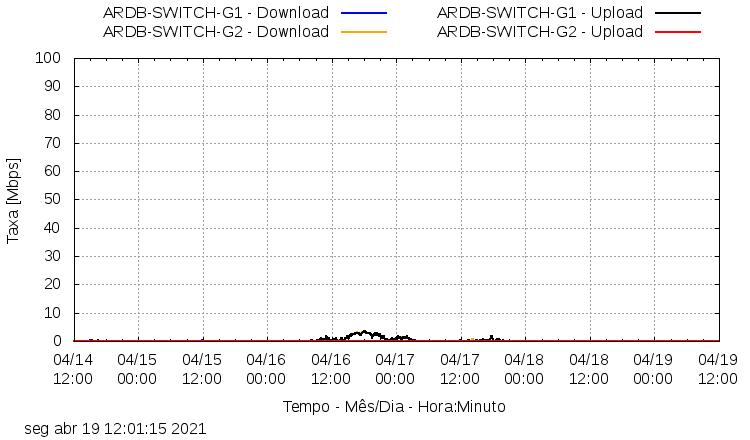 ARDB-SWITCH-G1 - Download ARDB-SWITCH-G1 - Upload
ARDB-SWITCH-G2 - Download ARDB-SWITCH-G2 - Upload
100
90
80
70
60
50
40
30
20
10
0
Taxa [Mbps]
04/14 04/15 04/15 04/16 04/16 04/17 04/17 04/18 04/18 04/19 04/19
12:00 00:00 12:00 00:00 12:00 00:00 12:00 00:00 12:00 00:00 12:00
Tempo - Mês/Dia - Hora:Minuto
seg abr 19 12:01:15 2021